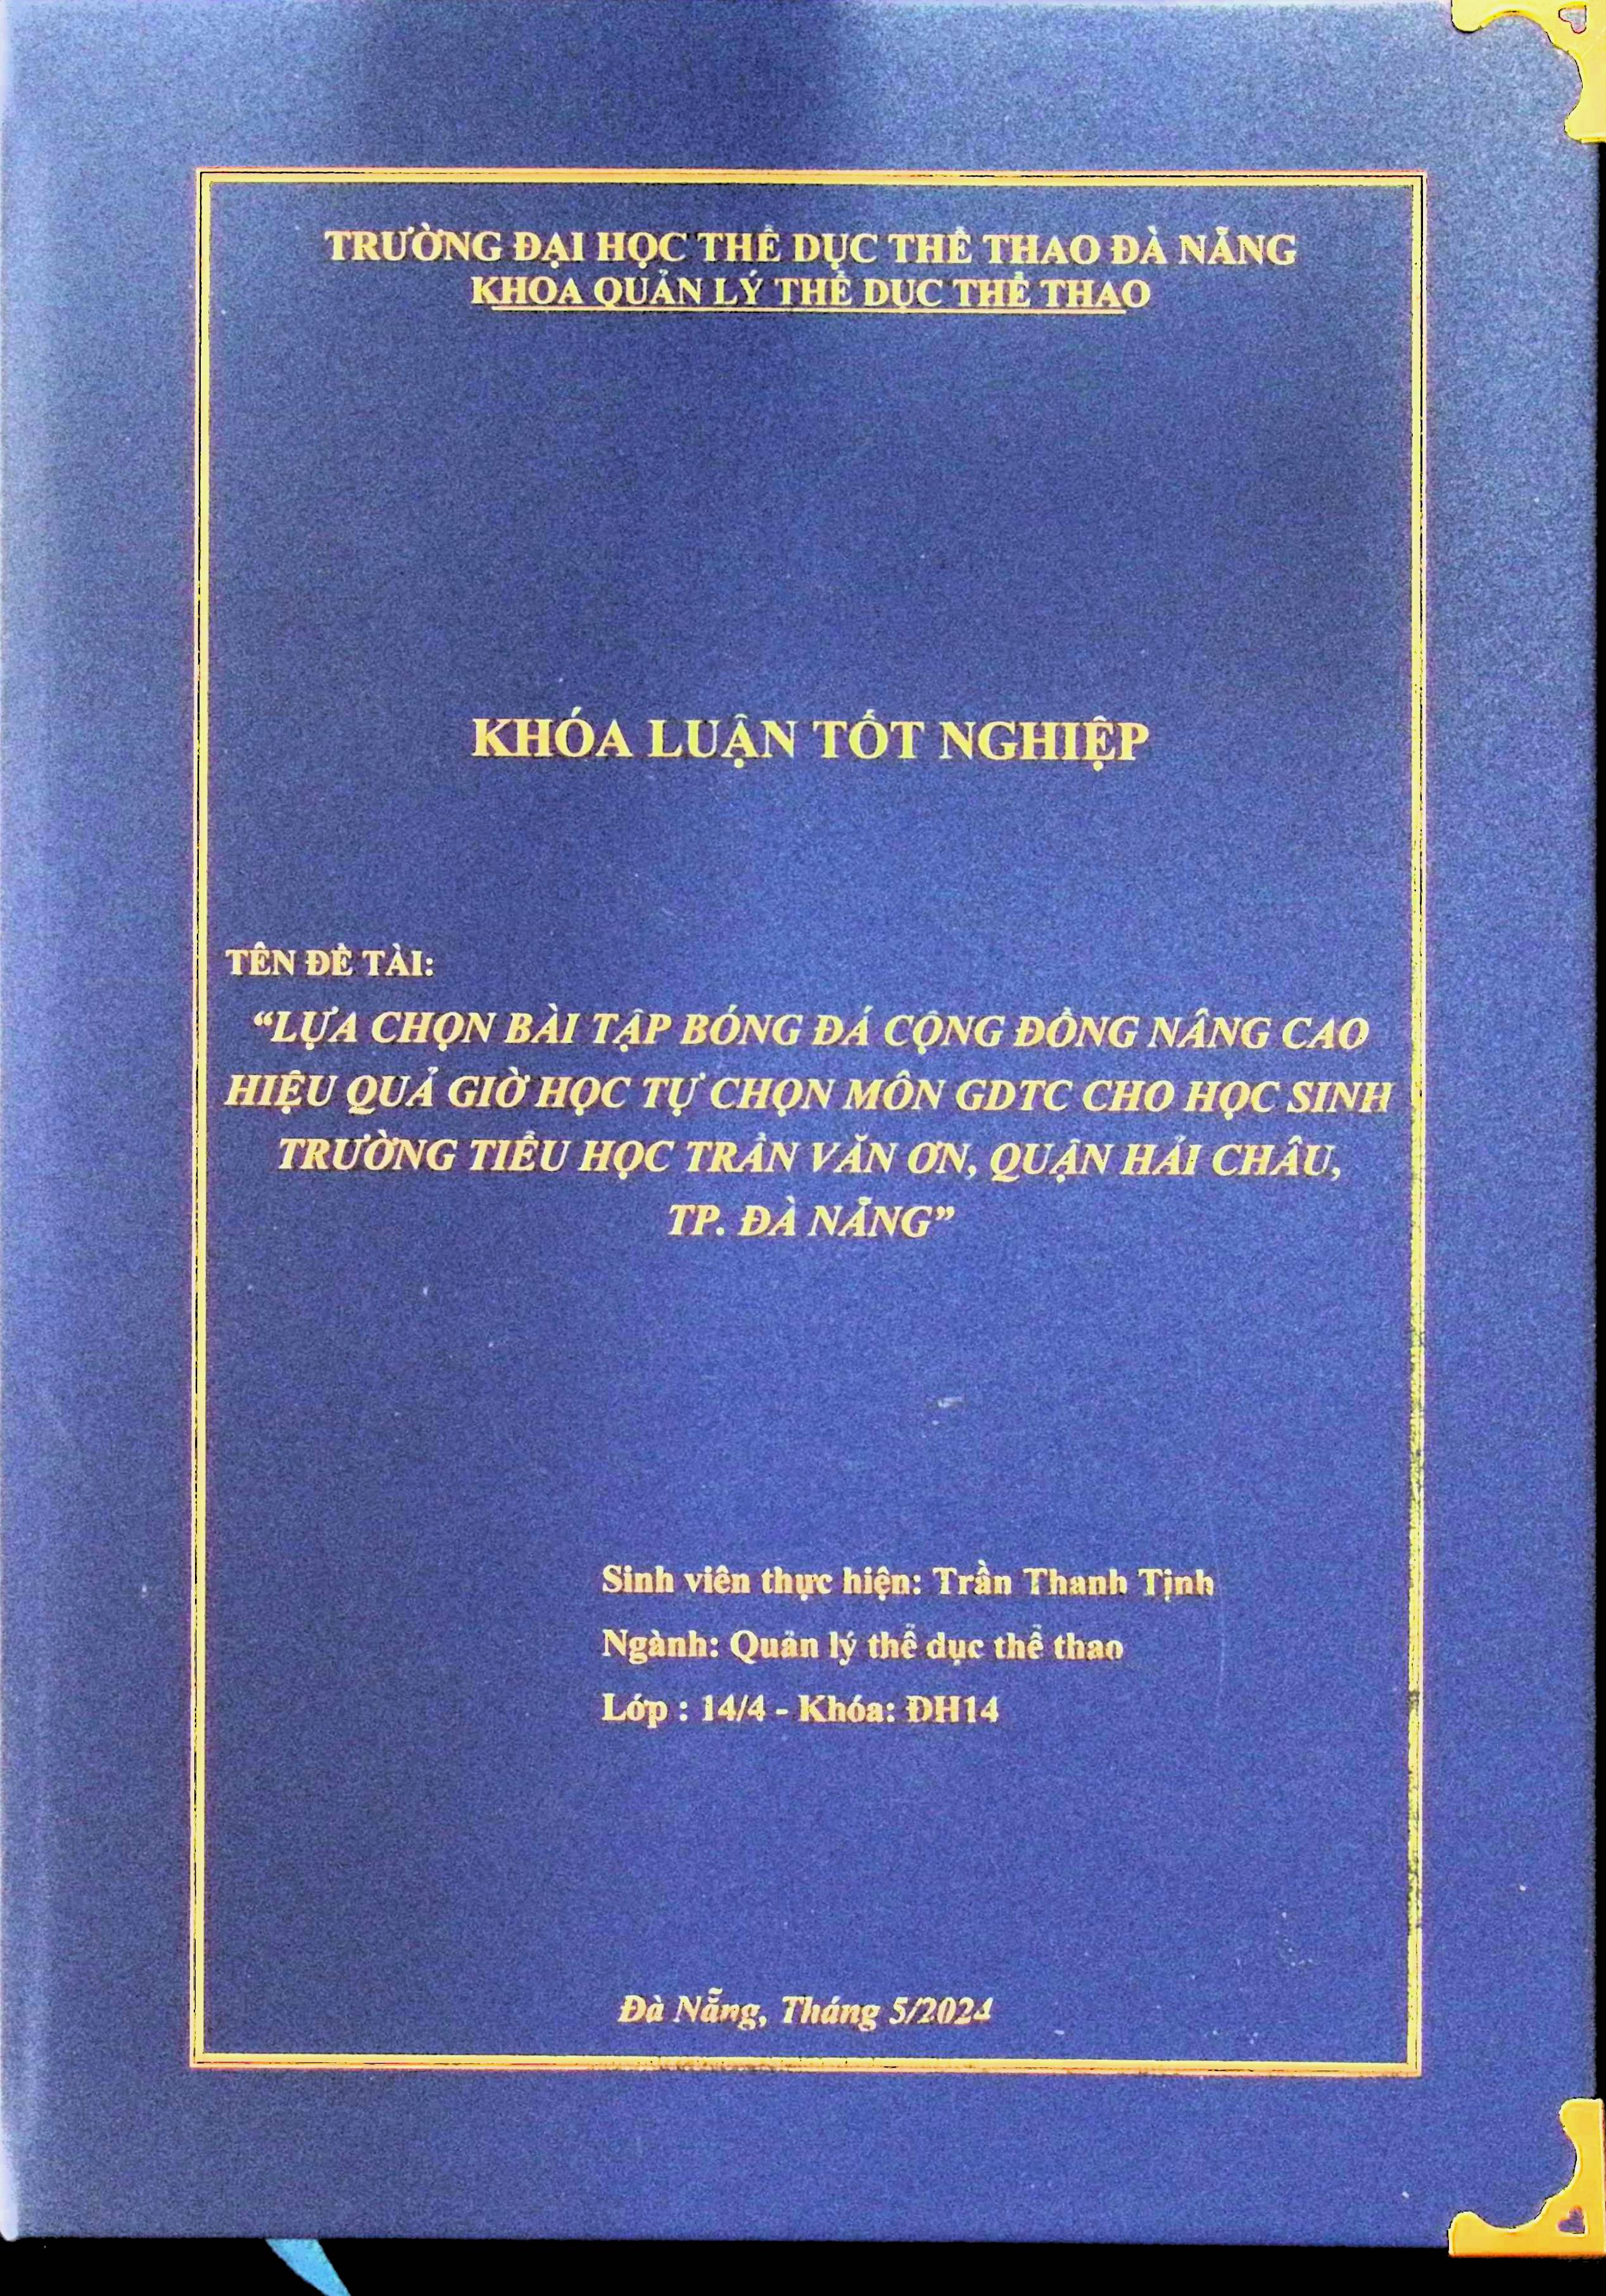 TRƯỜNG ĐẠI HỌC THỂ DỤC THỂ THAO ĐÀ NẴNG
KHOA QUẢN LÝ THỂ DỤC THỂ THAO
KHÓA LUẬN TỐT NGHIỆP
TÊN ĐỀ TÀI:
“LỰA CHỌN BÀI TẬP BÓNG ĐÁ CỘNG ĐỒNG NÂNG CAO
HIỆU QUẢ GIỜ HỌC TỰ CHỌN MÔN GDTC CHO HỌC SINH
TRƯỜNG TIỂU HỌC TRẦN VĂN ƠN, QUẬN HẢI CHÂU,
TP. ĐÀ NẴNG”
Sinh viên thực hiện: Trần Thanh Tịnh
Ngành: Quản lý thể dục thể thao
Lớp : 14/4 - Khóa: ĐH14
Đà Nẵng, Tháng 5/2024